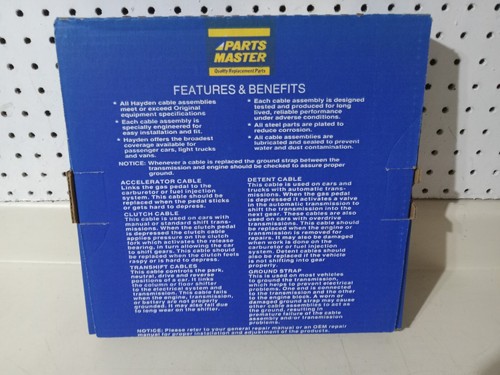 PARTS
MASTER
Quality Replacement Parts
FEATURES & BENEFITS
• All Hayden cable assemblies
meet or exceed Original
equipment specifications
• Each cable assembly is
specially engineered for
easy installation and fit.
• Hayden offers the broadest
coverage available for
passenger cars, light trucks
and vans.
• Each cable assembly is designed
tested and produced for long
lived, reliable performance
under adverse conditions.
• All steel parts are plated to
reduce corrosion.
• All cable assemblies are
lubricated and sealed to prevent
water and dust contamination.
NOTICE: Whenever a cable is replaced the ground strap between the
transmission and engine should be checked to assure proper
ground.
ACCELERATOR CABLE
Links the gas pedal to the
carburetor or fuel injection
system. This cable should be
replaced when the pedal sticks
or gets hard to depress.
CLUTCH CABLE
This cable is used on cars with
manual or standard shift trans-
missions. When the clutch pedal
is depressed the clutch cable
applies pressure on the clutch
fork which activates the release
bearing, in turn allowing the car
to shift gears. This cable should
be replaced when the clutch feels
raspy or is hard to depress.
TRANSHIFT CABLES
This cable controls the park,
neutral, drive and reverse
positions of a car. It links
the column or floor shifter
to the electrical system and
transmission. This cable fails
when the engine, transmission,
or battery are not properly
grounded. It may also fail due
to long wear on the shifter.
DETENT CABLE
This cable is used on cars and
trucks with automatic trans-
missions. When the gas pedal
is depressed it activates a valve
in the automatic transmission to
shift the transmission into the
next gear. These cables are also
used on cars with overdrive
transmissions. This cable should
be replaced when the engine or
transmission is removed for
repairs. It may also be damaged
when work is done on the
carburetor or fuel injector
system. Detent cables should
also be replaced if the vehicle
is not shifting into gear
properly.
GROUND STRAP
This is used on most vehicles
to ground the transmission,
which helps to prevent electrical
problems. One end is connected
to the transmission and the other
to the engine block. A worn or
damaged ground strap may cause
other cable assemblies to act as
the ground, resulting in
premature failure of the cable
assembly and/or transmission
problems.
NOTICE: Please refer to your general repair manual or an OEM repair
manual for proper installation and adjustment of the products.